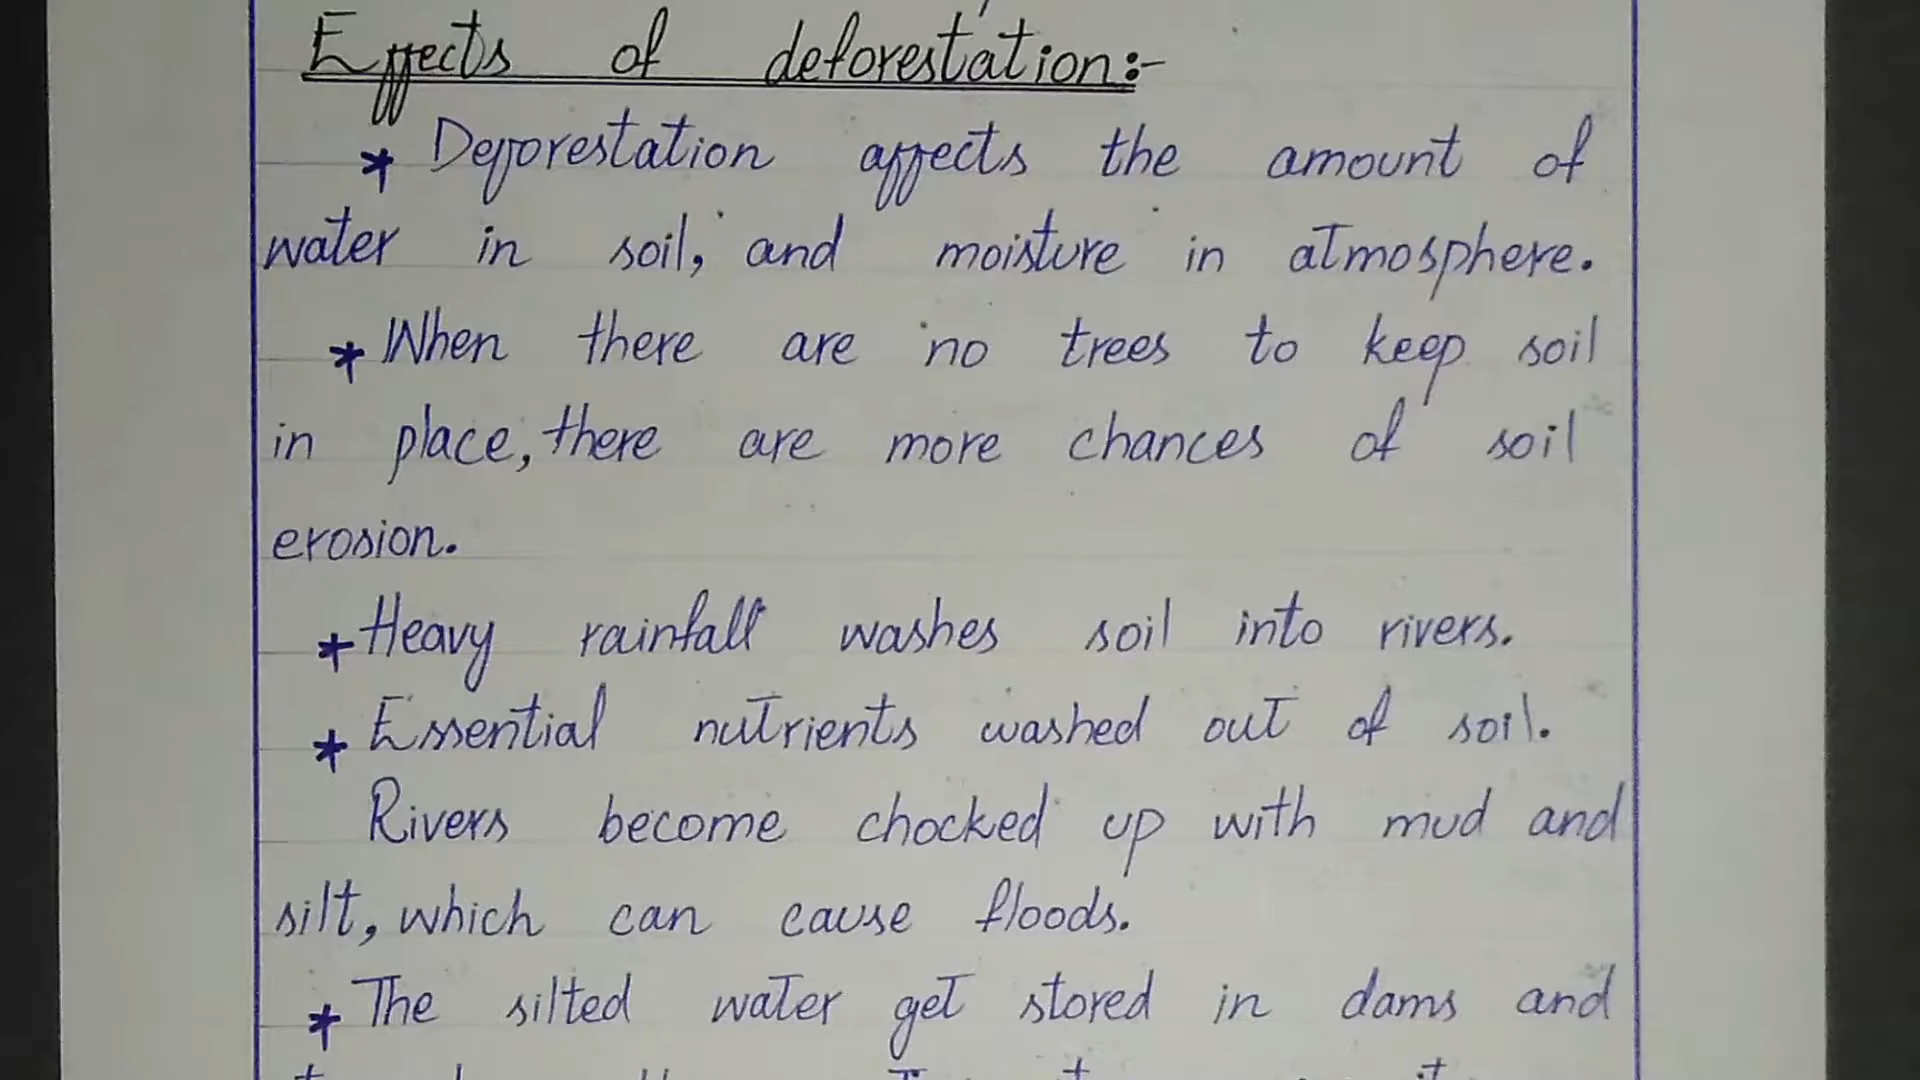 Effects of deforestation:-
* Deforestation affects the amount of
water in soil, and moisture in atmosphere.
* When there are no trees to keep soil
in place, there are more chances of soil
erosion.
* Heavy rainfall washes soil into rivers.
* Essential nutrients washed out of soil.
Rivers become chocked up with mud and
silt, which can cause floods.
* The silted water get stored in dams and